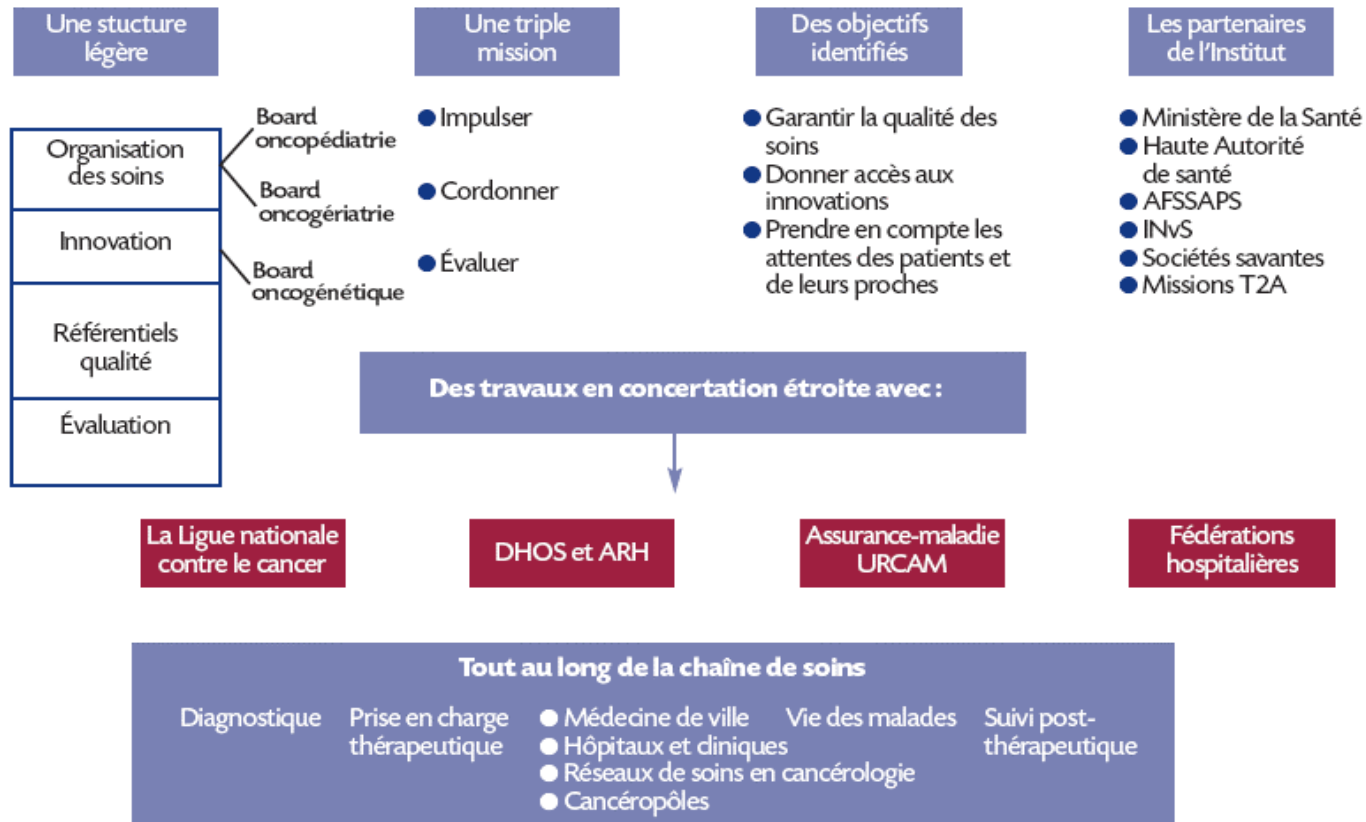 Une stucture
légère
Une triple
mission
Des objectifs
identifiés
Les partenaires
de l'Institut
Organisation
des soins
Innovation
Référentiels
qualité
Évaluation
Board
oncopédiatrie
Board
oncogériatrie
Board
oncogénétique
Impulser
Cordonner
Évaluer
Garantir la qualité des
soins
Donner accès aux
innovations
Prendre en compte les
attentes des patients et
de leurs proches
Ministère de la Santé
Haute Autorité
de santé
AFSSAPS
INvS
Sociétés savantes
Missions T2A
Des travaux en concertation étroite avec :
La Ligue nationale
contre le cancer
DHOS et ARH
Assurance-maladie
URCAM
Fédérations
hospitalières
Tout au long de la chaîne de soins
Diagnostique
Prise en charge
thérapeutique
Médecine de ville
Hôpitaux et cliniques
Réseaux de soins en cancérologie
Cancéropôles
Vie des malades
Suivi post-
thérapeutique